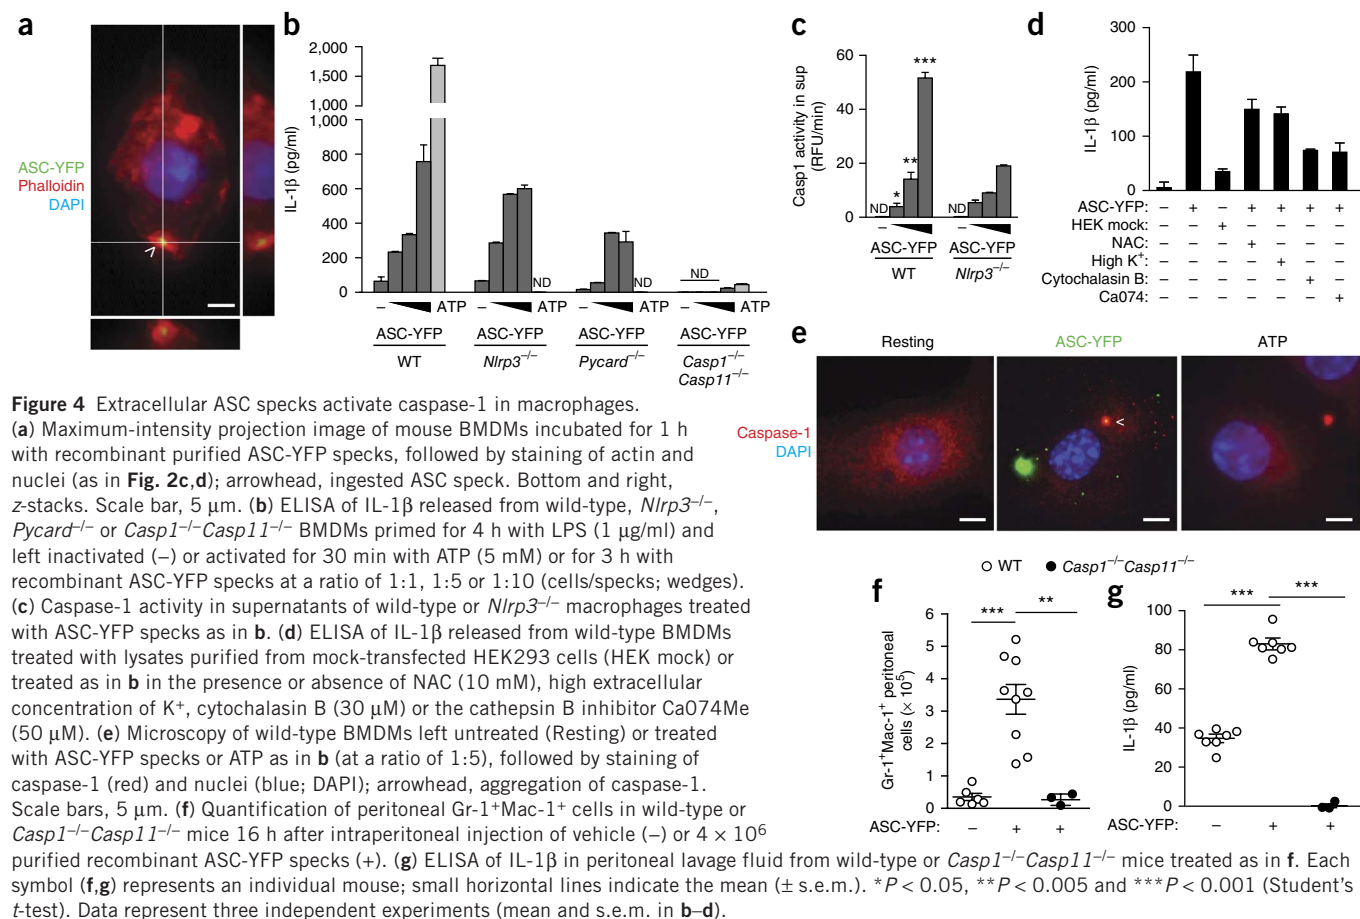 a
ASC-YFP
Phalloidin
DAPI
b
IL-1β (pg/ml)
2,000
1,500
1,000
1,000
800
600
400
200
0
ND
ND
– ATP – ATP – ATP – ATP
ASC-YFP ASC-YFP ASC-YFP ASC-YFP
WT Nlrp3–/– Pycard–/– Casp1–/–
Casp11–/–
c
Casp1 activity in sup
(RFU/min)
60
40
20
0
ND * ** *** ND
– –
ASC-YFP ASC-YFP
WT Nlrp3–/–
d
IL-1β (pg/ml)
300
200
100
0
ASC-YFP: – + – + + + +
HEK mock: – – + – – – –
NAC: – – – + – – –
High K+: – – – – + – –
Cytochalasin B: – – – – – + –
Ca074: – – – – – – +
e
Resting ASC-YFP ATP
Caspase-1
DAPI
WT Casp1–/–Casp11–/–
f
Gr-1+Mac-1+ peritoneal
cells (× 10⁵)
6
5
4
3
2
1
0
*** **
ASC-YFP: – + +
g
IL-1β (pg/ml)
100
80
60
40
20
0
*** ***
ASC-YFP: – + +
Figure 4 Extracellular ASC specks activate caspase-1 in macrophages.
(a) Maximum-intensity projection image of mouse BMDMs incubated for 1 h
with recombinant purified ASC-YFP specks, followed by staining of actin and
nuclei (as in Fig. 2c,d); arrowhead, ingested ASC speck. Bottom and right,
z-stacks. Scale bar, 5 μm. (b) ELISA of IL-1β released from wild-type, Nlrp3–/–,
Pycard–/– or Casp1–/–Casp11–/– BMDMs primed for 4 h with LPS (1 μg/ml) and
left inactivated (–) or activated for 30 min with ATP (5 mM) or for 3 h with
recombinant ASC-YFP specks at a ratio of 1:1, 1:5 or 1:10 (cells/specks; wedges).
(c) Caspase-1 activity in supernatants of wild-type or Nlrp3–/– macrophages treated
with ASC-YFP specks as in b. (d) ELISA of IL-1β released from wild-type BMDMs
treated with lysates purified from mock-transfected HEK293 cells (HEK mock) or
treated as in b in the presence or absence of NAC (10 mM), high extracellular
concentration of K+, cytochalasin B (30 μM) or the cathepsin B inhibitor Ca074Me
(50 μM). (e) Microscopy of wild-type BMDMs left untreated (Resting) or treated
with ASC-YFP specks or ATP as in b (at a ratio of 1:5), followed by staining of
caspase-1 (red) and nuclei (blue; DAPI); arrowhead, aggregation of caspase-1.
Scale bars, 5 μm. (f) Quantification of peritoneal Gr-1+Mac-1+ cells in wild-type or
Casp1–/–Casp11–/– mice 16 h after intraperitoneal injection of vehicle (–) or 4 × 10⁶
purified recombinant ASC-YFP specks (+). (g) ELISA of IL-1β in peritoneal lavage fluid from wild-type or Casp1–/–Casp11–/– mice treated as in f. Each
symbol (f,g) represents an individual mouse; small horizontal lines indicate the mean (± s.e.m.). *P < 0.05, **P < 0.005 and ***P < 0.001 (Student's
t-test). Data represent three independent experiments (mean and s.e.m. in b–d).